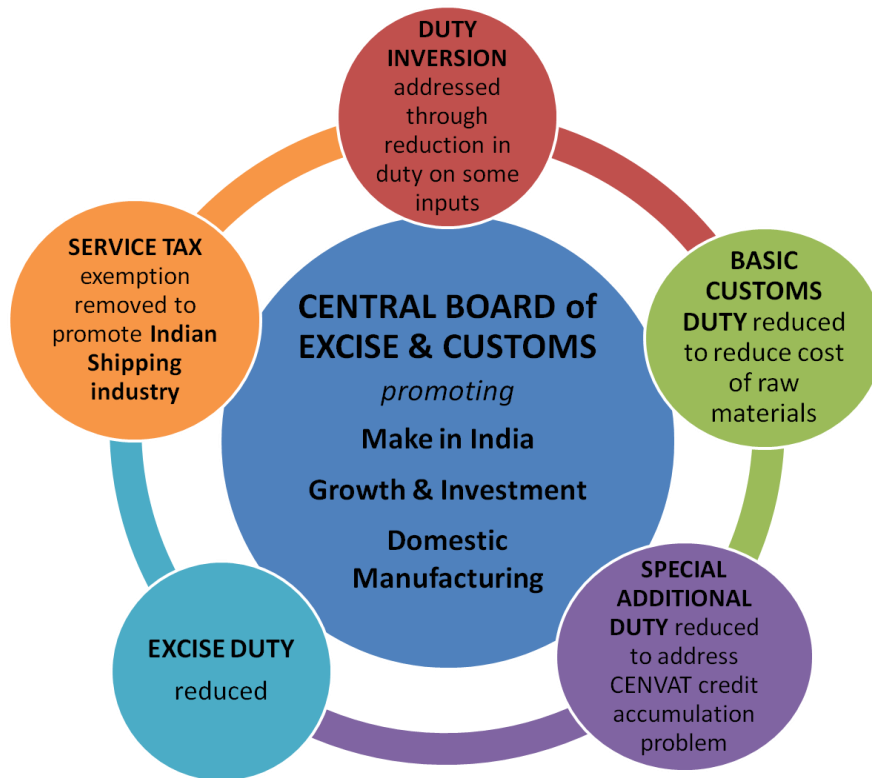 DUTY
INVERSION
addressed
through
reduction in
duty on some
inputs
BASIC
CUSTOMS
DUTY reduced
to reduce cost
of raw
materials
SPECIAL
ADDITIONAL
DUTY reduced
to address
CENVAT credit
accumulation
problem
EXCISE DUTY
reduced
SERVICE TAX
exemption
removed to
promote Indian
Shipping
industry
CENTRAL BOARD of
EXCISE & CUSTOMS
promoting
Make in India
Growth & Investment
Domestic
Manufacturing